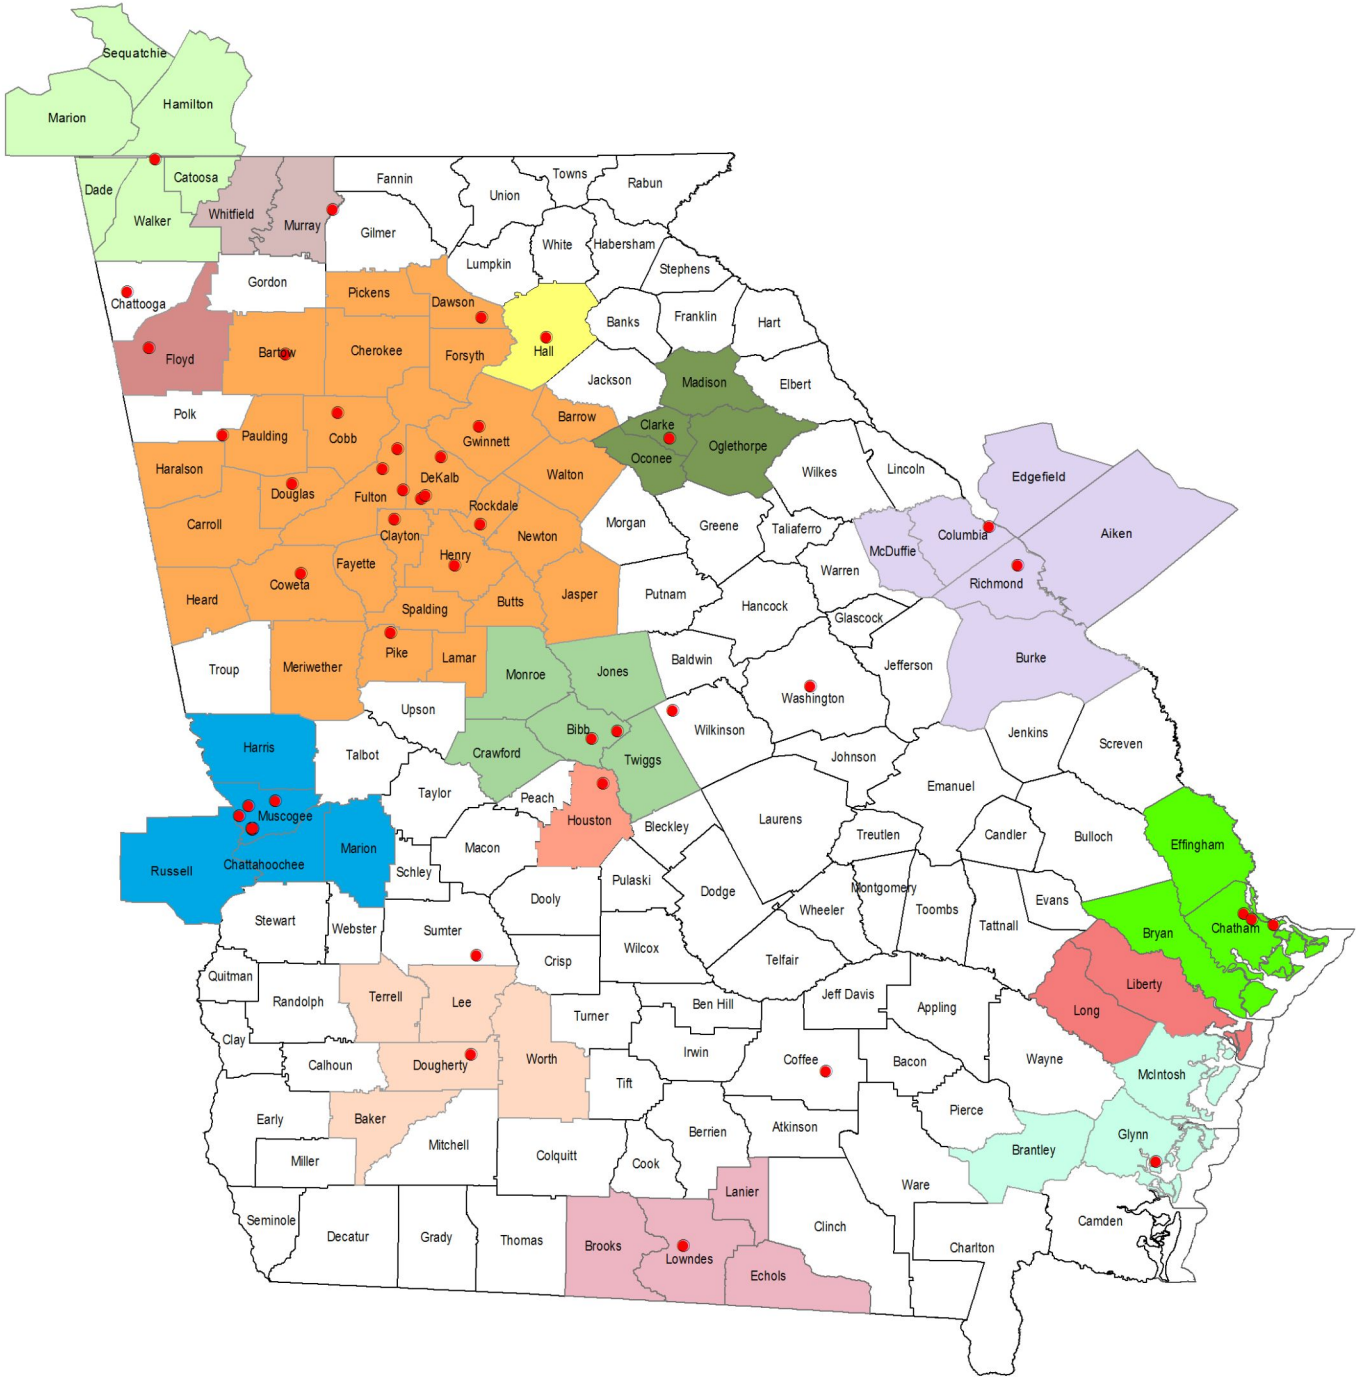 Sequatchie
Hamilton
Marion
Fannin
Union
Towns
Rabun
Catoosa
Dade
Walker
Whitfield
Murray
Gilmer
White
Habersham
Lumpkin
Stephens
Gordon
Chattooga
Pickens
Dawson
Banks
Franklin
Hart
Floyd
Bartow
Cherokee
Forsyth
Hall
Jackson
Madison
Elbert
Polk
Paulding
Cobb
Gwinnett
Barrow
Clarke
Oconee
Oglethorpe
Haralson
Douglas
Fulton
DeKalb
Walton
Wilkes
Lincoln
Edgefield
Carroll
Rockdale
Clayton
Newton
Morgan
Greene
Taliaferro
McDuffie
Columbia
Aiken
Fayette
Henry
Coweta
Heard
Spalding
Butts
Jasper
Putnam
Hancock
Warren
Glascock
Richmond
Troup
Meriwether
Pike
Lamar
Monroe
Jones
Baldwin
Washington
Jefferson
Burke
Upson
Harris
Talbot
Crawford
Bibb
Twiggs
Wilkinson
Johnson
Jenkins
Screven
Emanuel
Taylor
Peach
Houston
Bleckley
Laurens
Muscogee
Marion
Macon
Treutlen
Candler
Bulloch
Effingham
Russell
Chattahoochee
Schley
Pulaski
Dodge
Montgomery
Wheeler
Toombs
Evans
Tattnall
Stewart
Webster
Sumter
Dooly
Wilcox
Telfair
Bryan
Chatham
Quitman
Randolph
Terrell
Lee
Crisp
Turner
Ben Hill
Jeff Davis
Appling
Long
Liberty
Clay
Calhoun
Dougherty
Worth
Tift
Irwin
Coffee
Bacon
Wayne
McIntosh
Early
Baker
Mitchell
Miller
Colquitt
Cook
Berrien
Atkinson
Pierce
Brantley
Glynn
Seminole
Decatur
Grady
Thomas
Brooks
Lowndes
Lanier
Echols
Clinch
Ware
Charlton
Camden